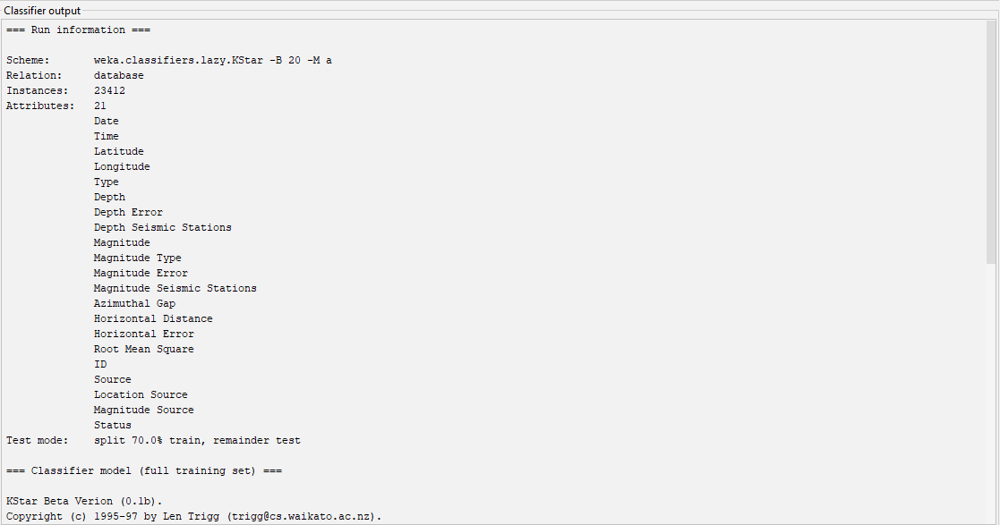 Classifier output
=== Run information ===
Scheme: weka.classifiers.lazy.KStar -B 20 -M a
Relation: database
Instances: 23412
Attributes: 21
Date
Time
Latitude
Longitude
Type
Depth
Depth Error
Depth Seismic Stations
Magnitude
Magnitude Type
Magnitude Error
Magnitude Seismic Stations
Azimuthal Gap
Horizontal Distance
Horizontal Error
Root Mean Square
ID
Source
Location Source
Magnitude Source
Status
Test mode: split 70.0% train, remainder test
=== Classifier model (full training set) ===
KStar Beta Verion (0.1b).
Copyright (c) 1995-97 by Len Trigg (trigg@cs.waikato.ac.nz).